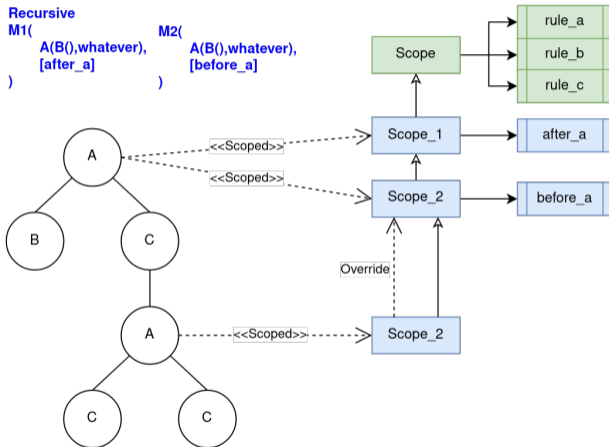 Recursive
M1(
A(B(),whatever),
[after_a]
)
M2(
A(B(),whatever),
[before_a]
)
Scope
rule_a
rule_b
rule_c
A
<<Scoped>>
Scope_1
after_a
<<Scoped>>
Scope_2
before_a
B
C
Override
A
<<Scoped>>
Scope_2
C
C